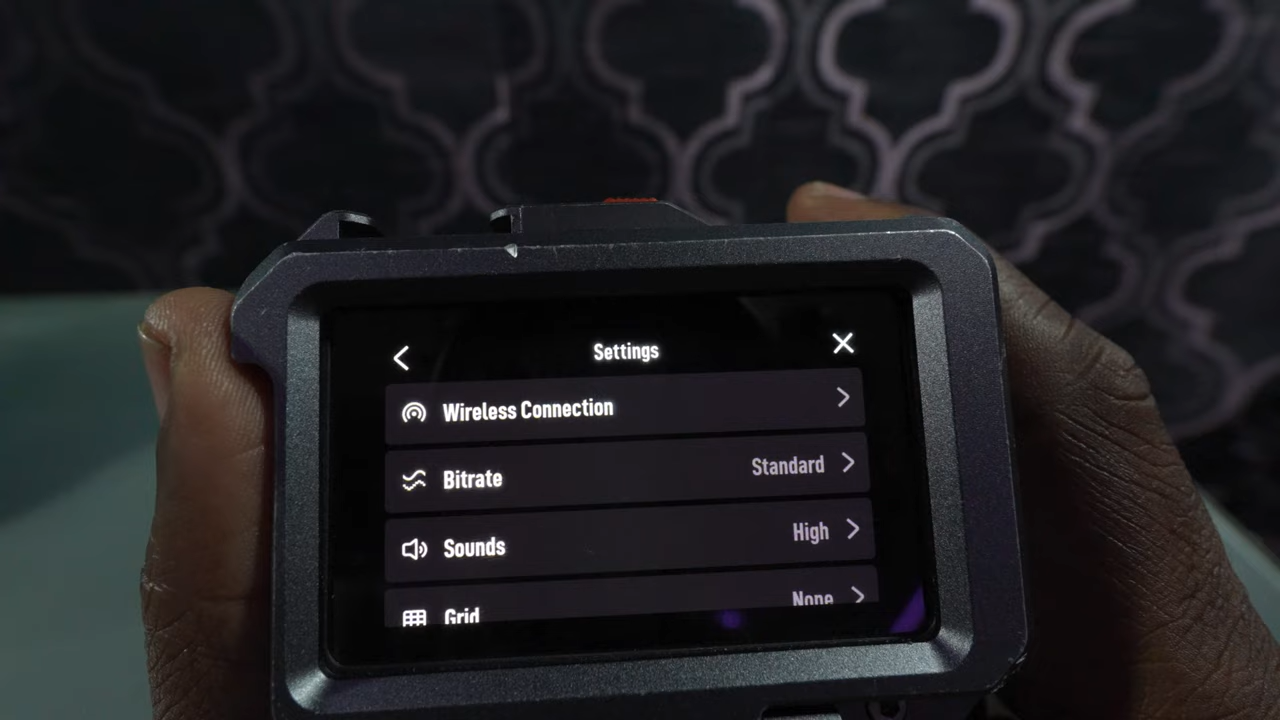 Settings
Wireless Connection
Bitrate Standard
Sounds High
Grid None